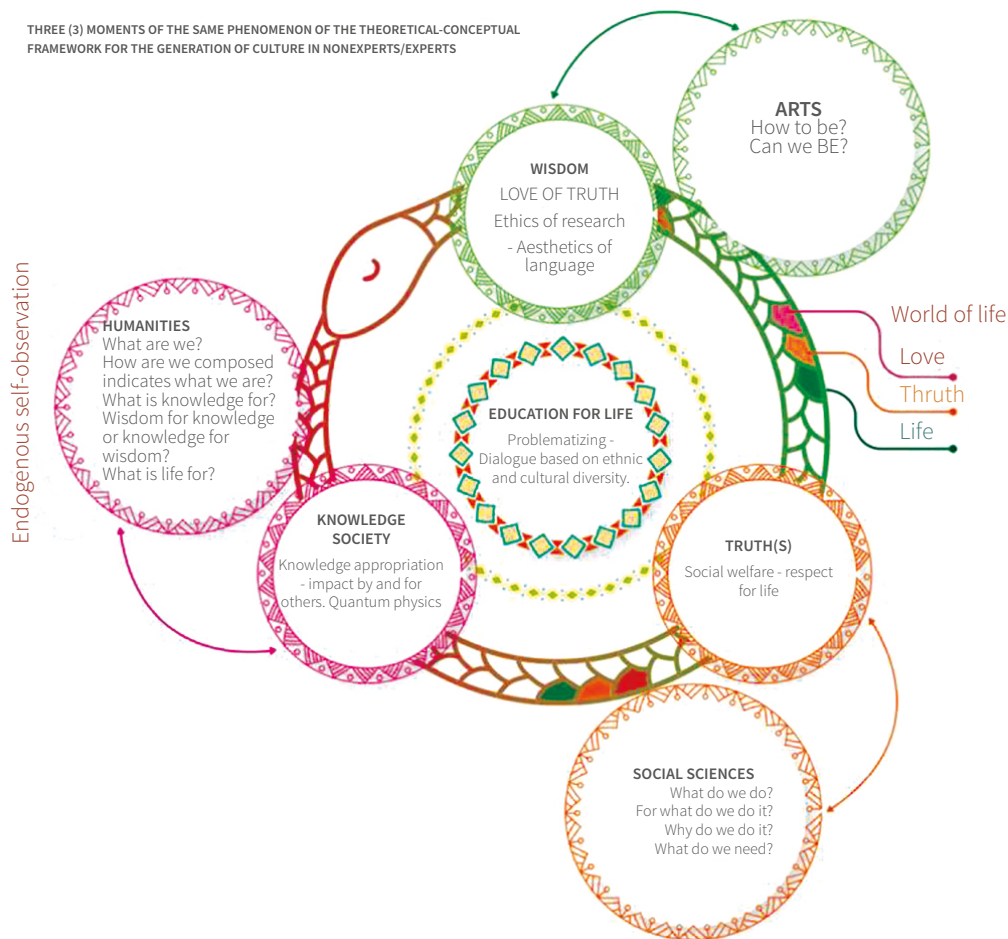 THREE (3) MOMENTS OF THE SAME PHENOMENON OF THE THEORETICAL-CONCEPTUAL
FRAMEWORK FOR THE GENERATION OF CULTURE IN NONEXPERTS/EXPERTS
ARTS
How to be?
Can we BE?
WISDOM
LOVE OF TRUTH
Ethics of research
- Aesthetics of
language
Endogenous self-observation
HUMANITIES
What are we?
How are we composed
indicates what we are?
What is knowledge for?
Wisdom for knowledge
or knowledge for
wisdom?
What is life for?
World of life
Love
Thruth
Life
EDUCATION FOR LIFE
Problematizing -
Dialogue based on ethnic
and cultural diversity.
KNOWLEDGE
SOCIETY
Knowledge appropriation
- impact by and for
others. Quantum physics
TRUTH(S)
Social welfare - respect
for life
SOCIAL SCIENCES
What do we do?
For what do we do it?
Why do we do it?
What do we need?